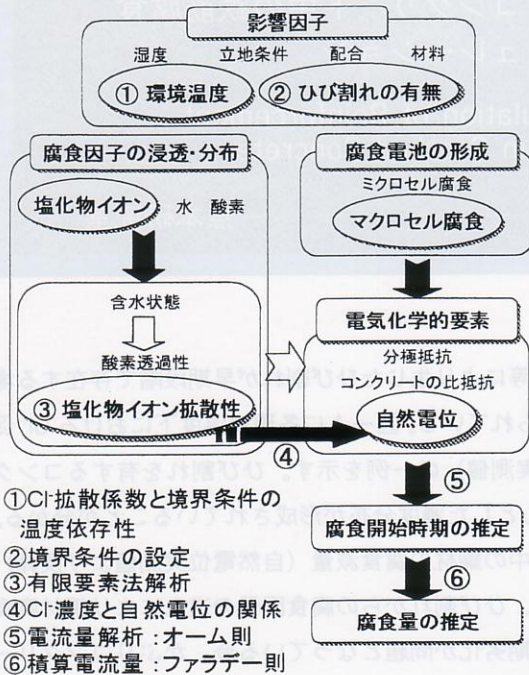 影響因子
湿度 立地条件 配合 材料
① 環境温度 ② ひび割れの有無
腐食因子の浸透・分布
塩化物イオン 水 酸素
含水状態
酸素透過性
③ 塩化物イオン拡散性
腐食電池の形成
ミクロセル腐食
マクロセル腐食
電気化学的要素
分極抵抗
コンクリートの比抵抗
自然電位
④
⑤
腐食開始時期の推定
⑥
腐食量の推定
①Cl⁻拡散係数と境界条件の
温度依存性
②境界条件の設定
③有限要素法解析
④Cl⁻濃度と自然電位の関係
⑤電流量解析:オーム則
⑥積算電流量:ファラデー則